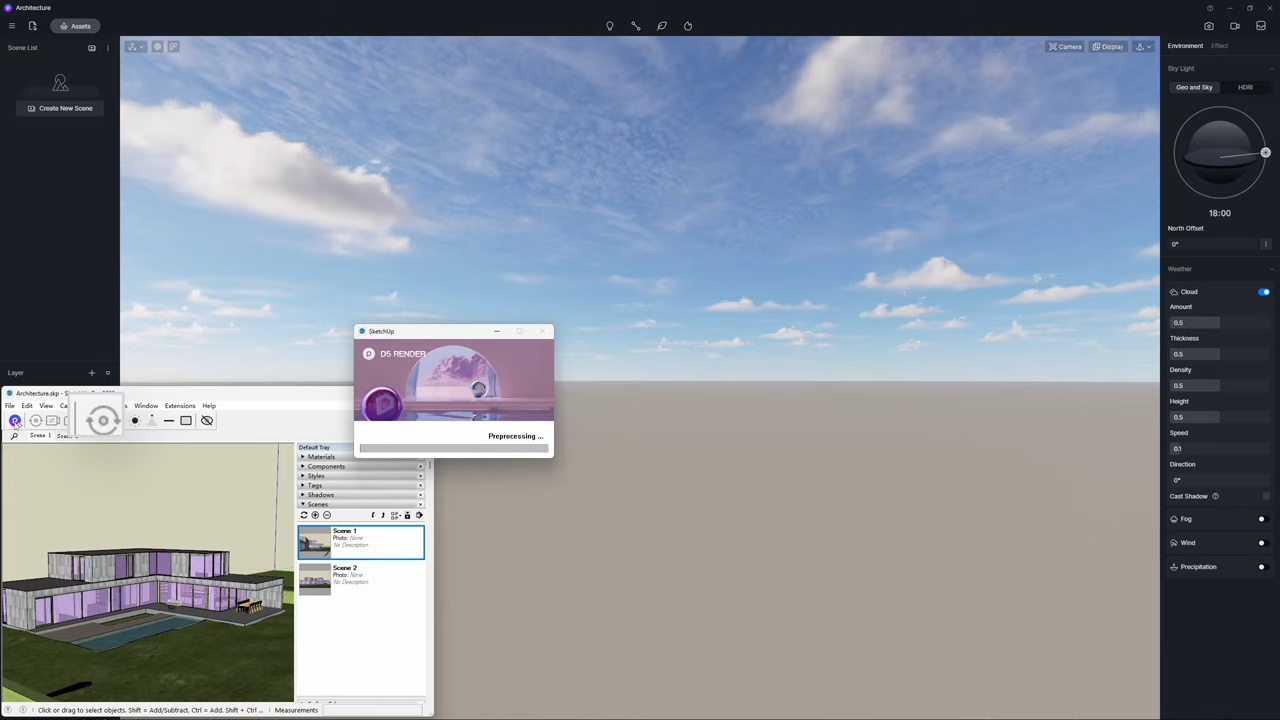 Architecture
Assets
Scene List
Create New Scene
Layer
Camera
Display
Environment
Effect
Sky Light
Geo and Sky
HDRI
18:00
North Offset
0°
Weather
Cloud
Amount
0.5
Thickness
0.5
Density
0.5
Height
0.5
Speed
0.1
Direction
0°
Cast Shadow
Fog
Wind
Precipitation
SketchUp
D5 RENDER
Preprocessing ...
Architecture.skp
File Edit View Window Extensions Help
Scene 1
Default Tray
Materials
Components
Styles
Tags
Shadows
Scenes
Scene 1
Photo: None
No Description
Scene 2
Photo: None
No Description
Click or drag to select objects. Shift = Add/Subtract. Ctrl = Add. Shift + Ctrl ...
Measurements